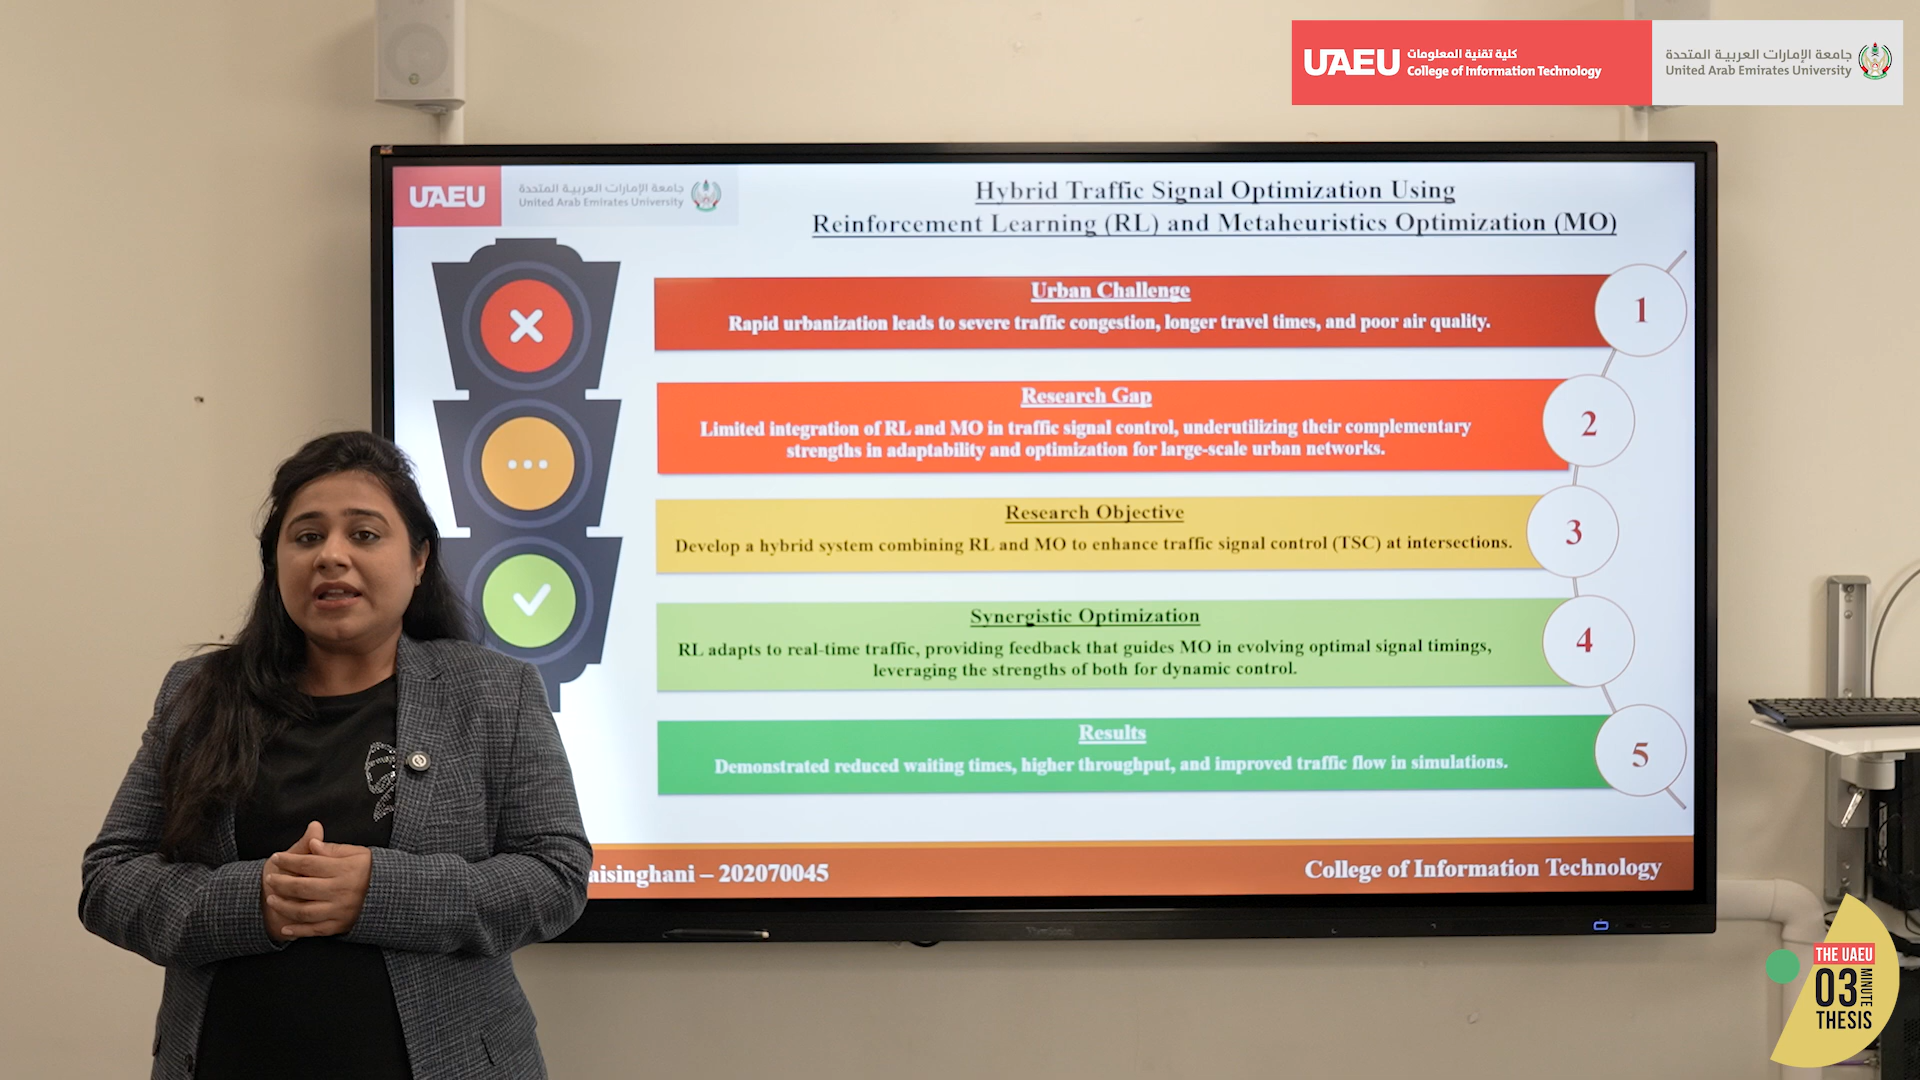 UAEU
كلية تقنية المعلومات
College of Information Technology
جامعة الإمارات العربية المتحدة
United Arab Emirates University
UAEU
جامعة الإمارات العربية المتحدة
United Arab Emirates University
Hybrid Traffic Signal Optimization Using
Reinforcement Learning (RL) and Metaheuristics Optimization (MO)
Urban Challenge
Rapid urbanization leads to severe traffic congestion, longer travel times, and poor air quality.
1
Research Gap
Limited integration of RL and MO in traffic signal control, underutilizing their complementary
strengths in adaptability and optimization for large-scale urban networks.
2
Research Objective
Develop a hybrid system combining RL and MO to enhance traffic signal control (TSC) at intersections.
3
Synergistic Optimization
RL adapts to real-time traffic, providing feedback that guides MO in evolving optimal signal timings,
leveraging the strengths of both for dynamic control.
4
Results
Demonstrated reduced waiting times, higher throughput, and improved traffic flow in simulations.
5
aisinghani – 202070045
College of Information Technology
THE UAEU
03
MINUTE
THESIS